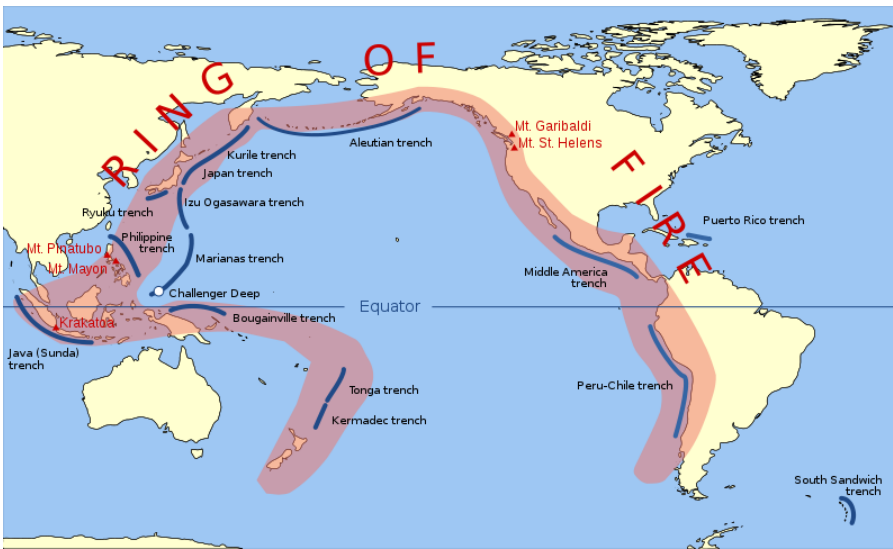 RING OF FIRE
Mt. Garibaldi
Mt. St. Helens
Aleutian trench
Kurile trench
Japan trench
Izu Ogasawara trench
Ryuku trench
Puerto Rico trench
Philippine
trench
Mt. Pinatubo
Mt. Mayon
Marianas trench
Middle America
trench
Challenger Deep
Equator
Bougainville trench
Krakatoa
Java (Sunda)
trench
Tonga trench
Kermadec trench
Peru-Chile trench
South Sandwich
trench